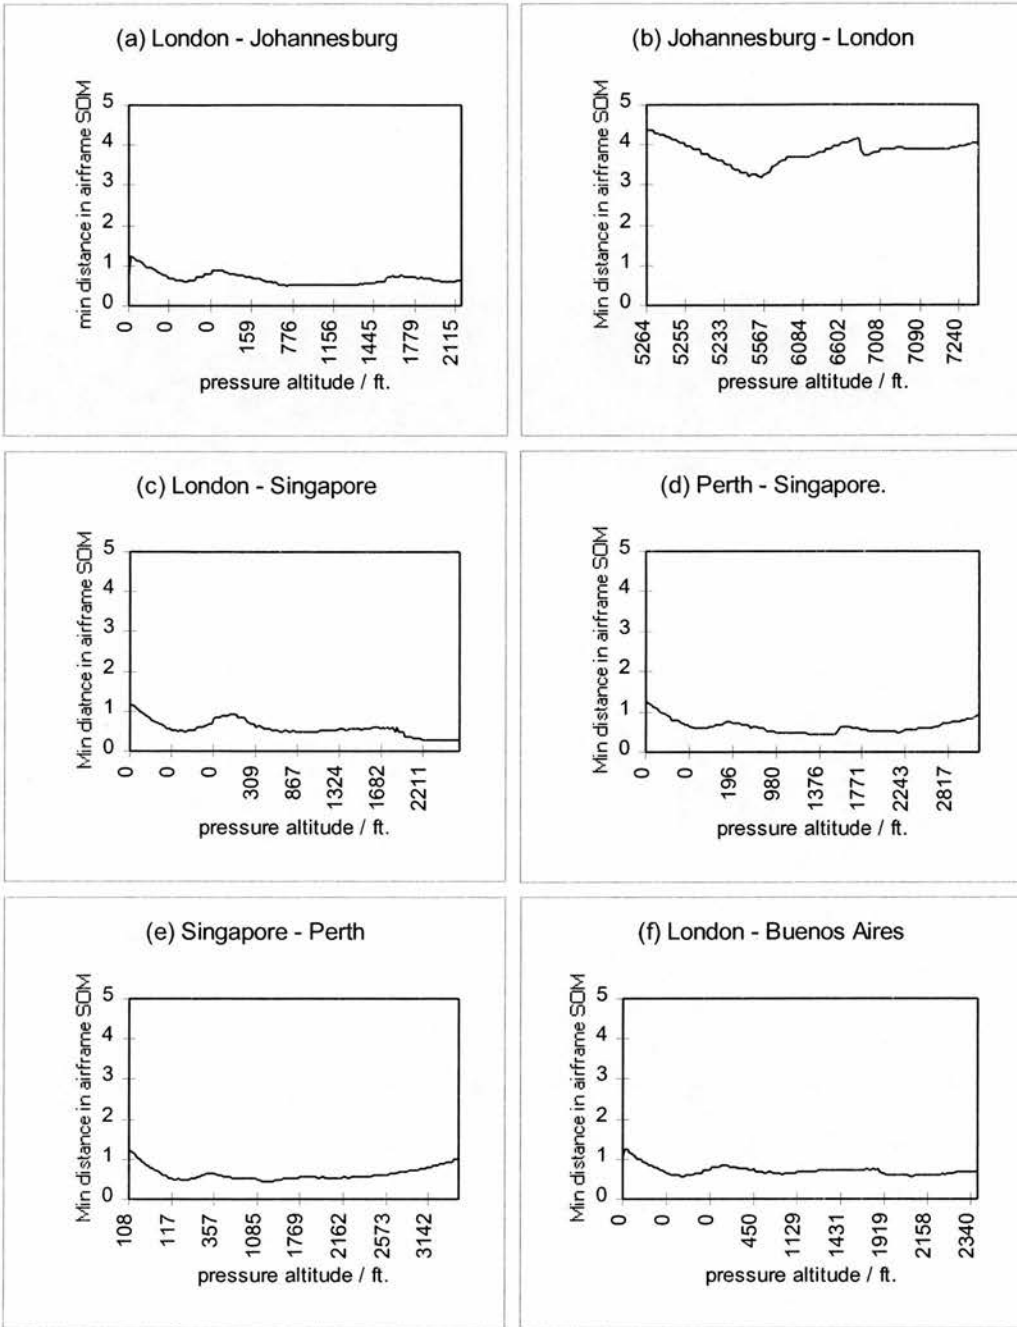 (a) London - Johannesburg
min distance in airframe SOM
5
4
3
2
1
0
0 0 0 159 776 1156 1445 1779 2115
pressure altitude / ft.
(b) Johannesburg - London
Min distance in airframe SOM
5
4
3
2
1
0
5264 5255 5233 5567 6084 6602 7008 7090 7240
pressure altitude / ft.
(c) London - Singapore
Min diatnce in airframe SOM
5
4
3
2
1
0
0 0 0 309 867 1324 1682 2211
pressure altitude / ft.
(d) Perth - Singapore.
Min distance in airframe SOM
5
4
3
2
1
0
0 0 196 980 1376 1771 2243 2817
pressure altitude / ft.
(e) Singapore - Perth
Min distance in airframe SOM
5
4
3
2
1
0
108 117 357 1085 1769 2162 2573 3142
pressure altitude / ft.
(f) London - Buenos Aires
Min distance in airframe SOM
5
4
3
2
1
0
0 0 0 450 1129 1431 1919 2158 2340
pressure altitude / ft.